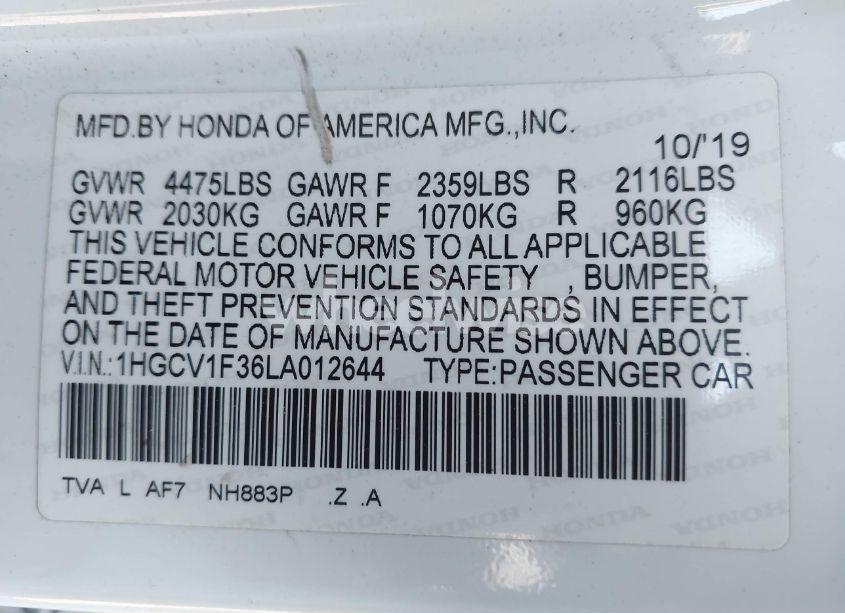 MFD.BY HONDA OF AMERICA MFG.,INC.
10/'19
GVWR 4475LBS GAWR F 2359LBS R 2116LBS
GVWR 2030KG GAWR F 1070KG R 960KG
THIS VEHICLE CONFORMS TO ALL APPLICABLE
FEDERAL MOTOR VEHICLE SAFETY , BUMPER,
AND THEFT PREVENTION STANDARDS IN EFFECT
ON THE DATE OF MANUFACTURE SHOWN ABOVE.
V.I.N.:1HGCV1F36LA012644 TYPE:PASSENGER CAR
TVA L AF7 NH883P .Z .A